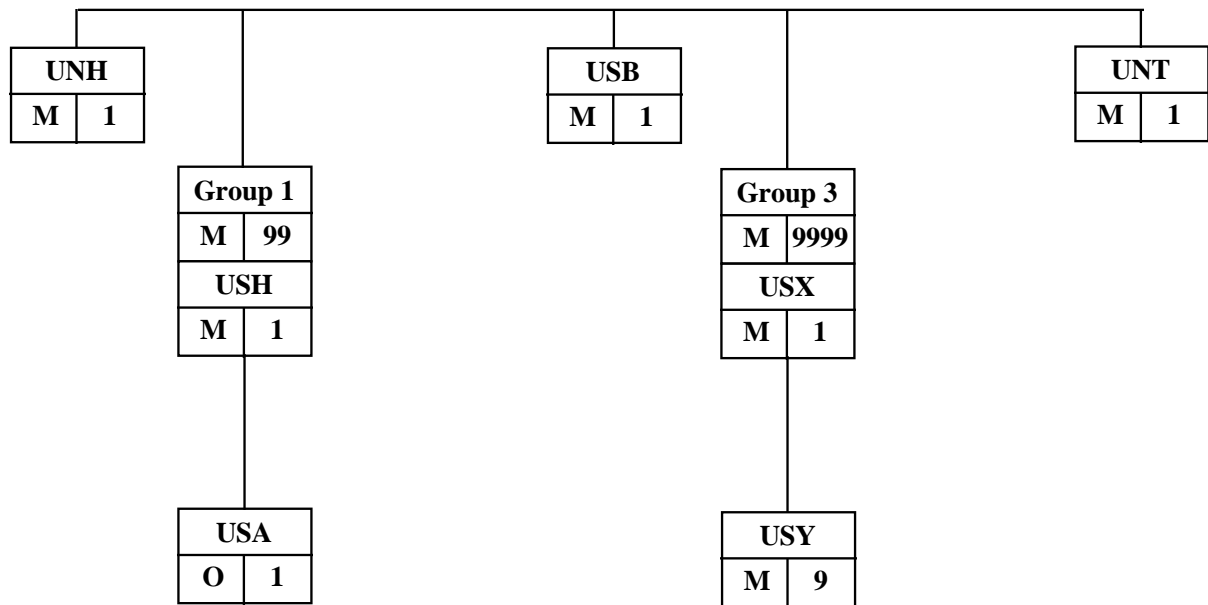 UNH
M 1
USB
M 1
UNT
M 1
Group 1
M 99
USH
M 1
Group 3
M 9999
USX
M 1
USA
O 1
USY
M 9